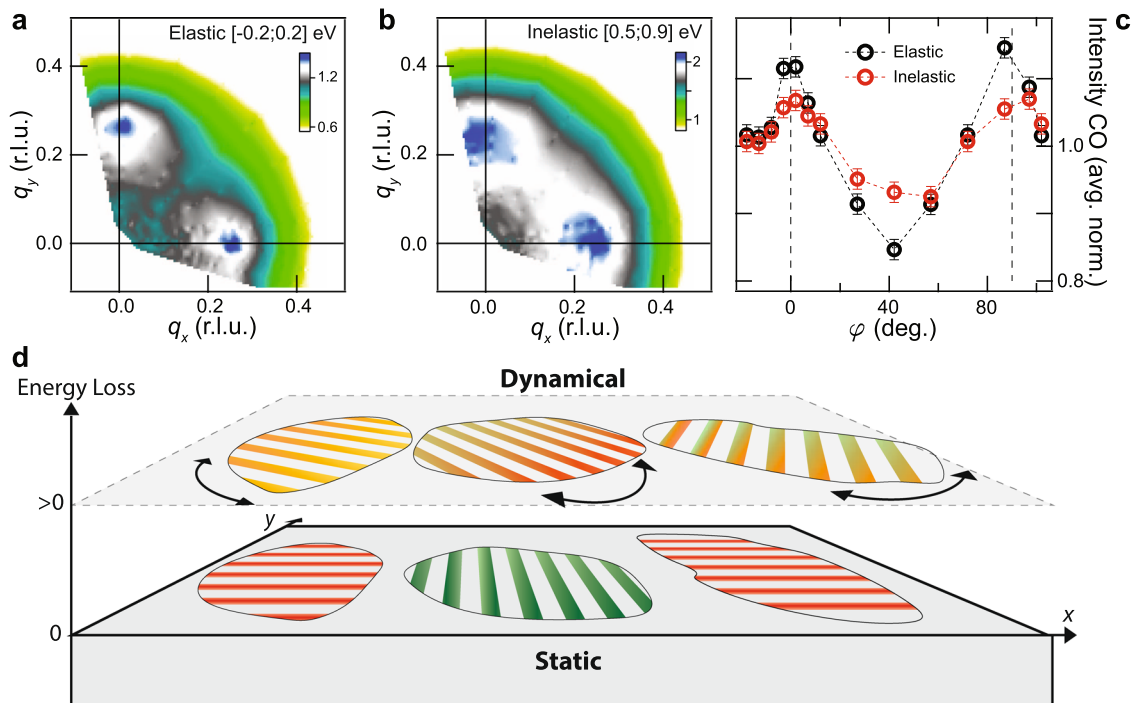 a
Elastic [-0.2;0.2] eV
1.2
0.6
0.4
0.2
0.0
q_y (r.l.u.)
0.0 0.2 0.4
q_x (r.l.u.)
b
Inelastic [0.5;0.9] eV
2
1
0.4
0.2
0.0
q_y (r.l.u.)
0.0 0.2 0.4
q_x (r.l.u.)
c
Elastic
Inelastic
1.0
0.8
Intensity CO (avg. norm.)
0 40 80
φ (deg.)
d
Energy Loss
Dynamical
>0
y
0
x
Static